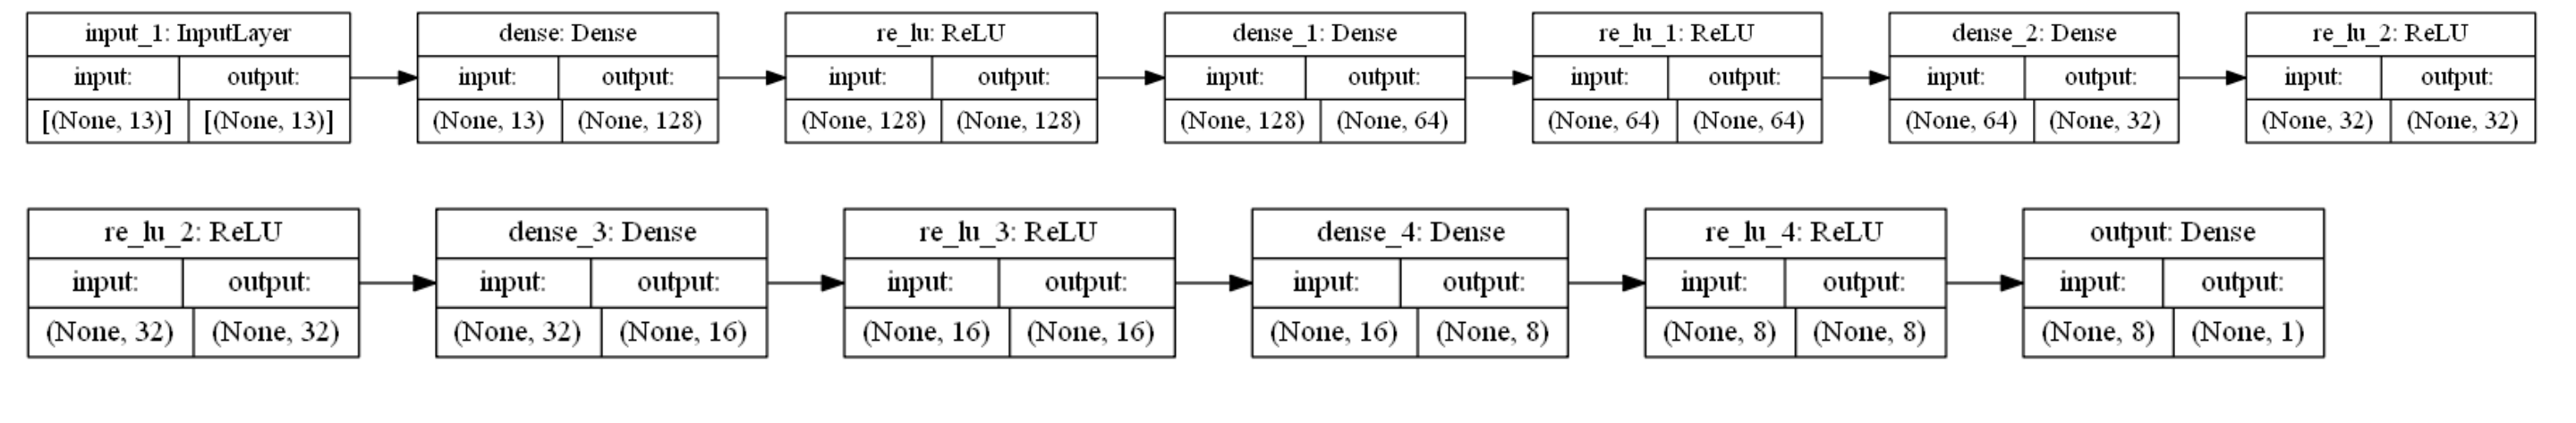 input_1: InputLayer
input: output:
[(None, 13)] [(None, 13)]
dense: Dense
input: output:
(None, 13) (None, 128)
re_lu: ReLU
input: output:
(None, 128) (None, 128)
dense_1: Dense
input: output:
(None, 128) (None, 64)
re_lu_1: ReLU
input: output:
(None, 64) (None, 64)
dense_2: Dense
input: output:
(None, 64) (None, 32)
re_lu_2: ReLU
input: output:
(None, 32) (None, 32)
re_lu_2: ReLU
input: output:
(None, 32) (None, 32)
dense_3: Dense
input: output:
(None, 32) (None, 16)
re_lu_3: ReLU
input: output:
(None, 16) (None, 16)
dense_4: Dense
input: output:
(None, 16) (None, 8)
re_lu_4: ReLU
input: output:
(None, 8) (None, 8)
output: Dense
input: output:
(None, 8) (None, 1)